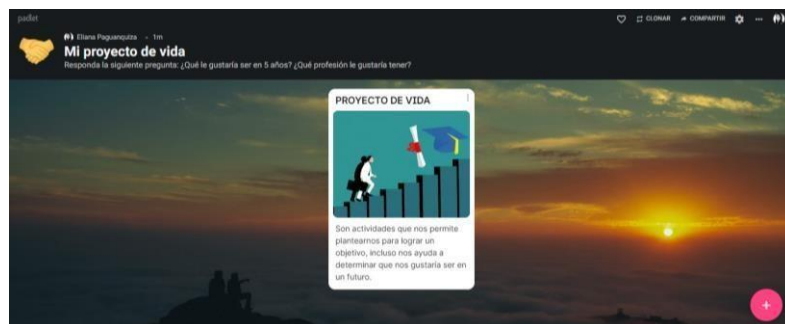 padlet
CLONAR
COMPARTIR
Eliana Paguanquiza • 1m
Mi proyecto de vida
Responda la siguiente pregunta: ¿Qué le gustaría ser en 5 años? ¿Qué profesión le gustaría tener?
PROYECTO DE VIDA
Son actividades que nos permite
plantearnos para lograr un
objetivo, incluso nos ayuda a
determinar que nos gustaría ser en
un futuro.